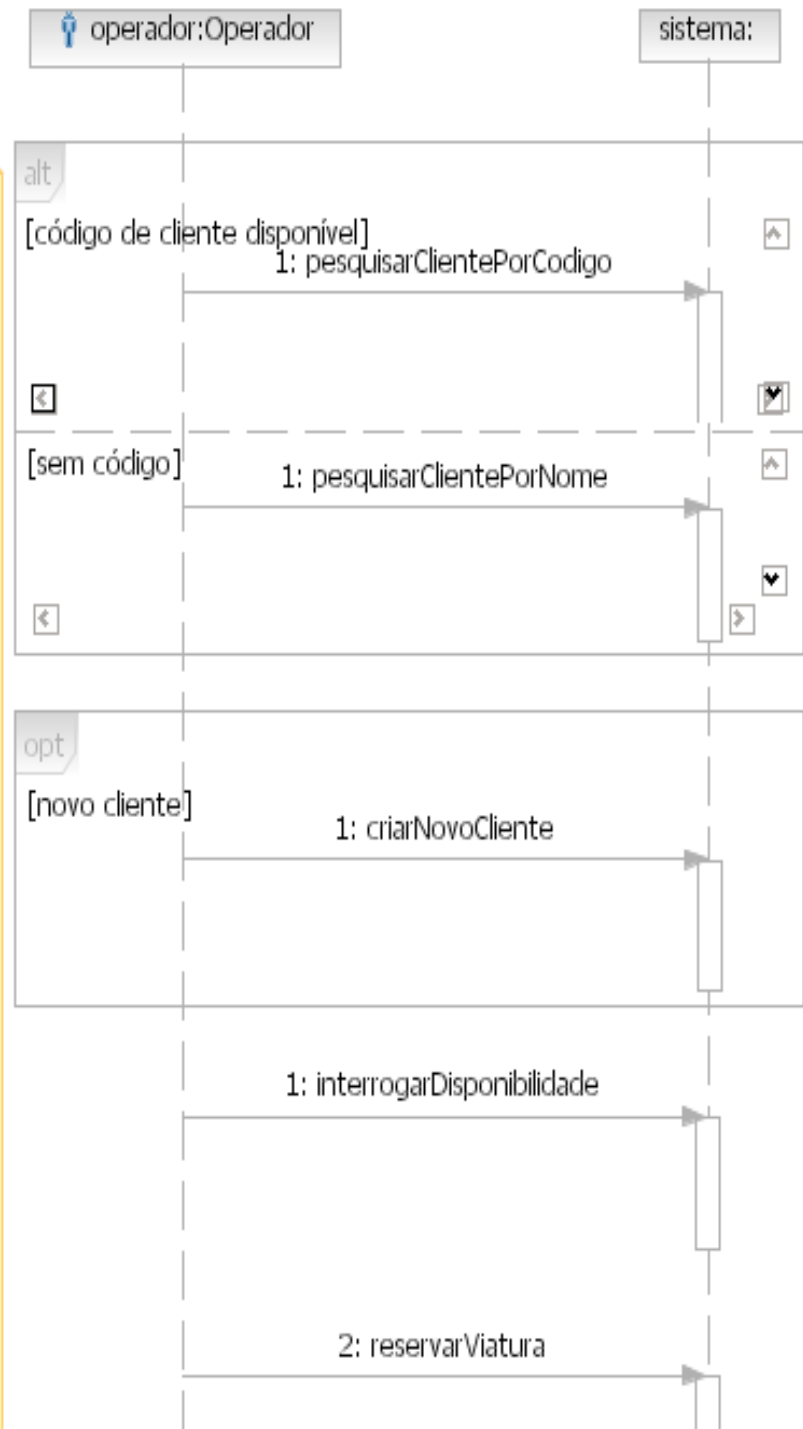 operador:Operador
sistema:
alt
[código de cliente disponível]
1: pesquisarClientePorCodigo
[sem código]
1: pesquisarClientePorNome
opt
[novo cliente]
1: criarNovoCliente
1: interrogarDisponibilidade
2: reservarViatura